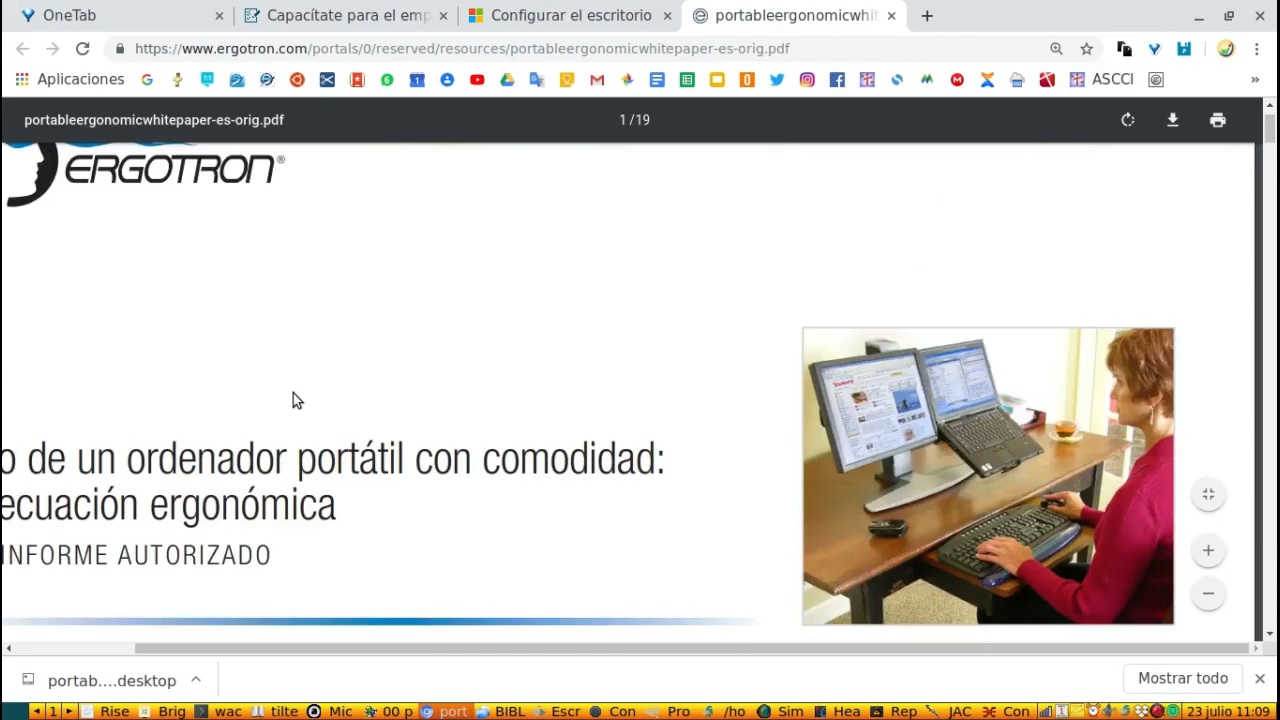 OneTab
Capacítate para el emp
Configurar el escritorio
portableergonomicwhit
https://www.ergotron.com/portals/0/reserved/resources/portableergonomicwhitepaper-es-orig.pdf
Aplicaciones
ASCCI
»
portableergonomicwhitepaper-es-orig.pdf
1 / 19
ERGOTRON®
o de un ordenador portátil con comodidad:
ecuación ergonómica
INFORME AUTORIZADO
portab....desktop
Mostrar todo
1 Rise Brig wac tilte Mic 00 p port BIBL Escr Con Pro /ho Sim Hea Rep JAC Con 23 julio 11:09